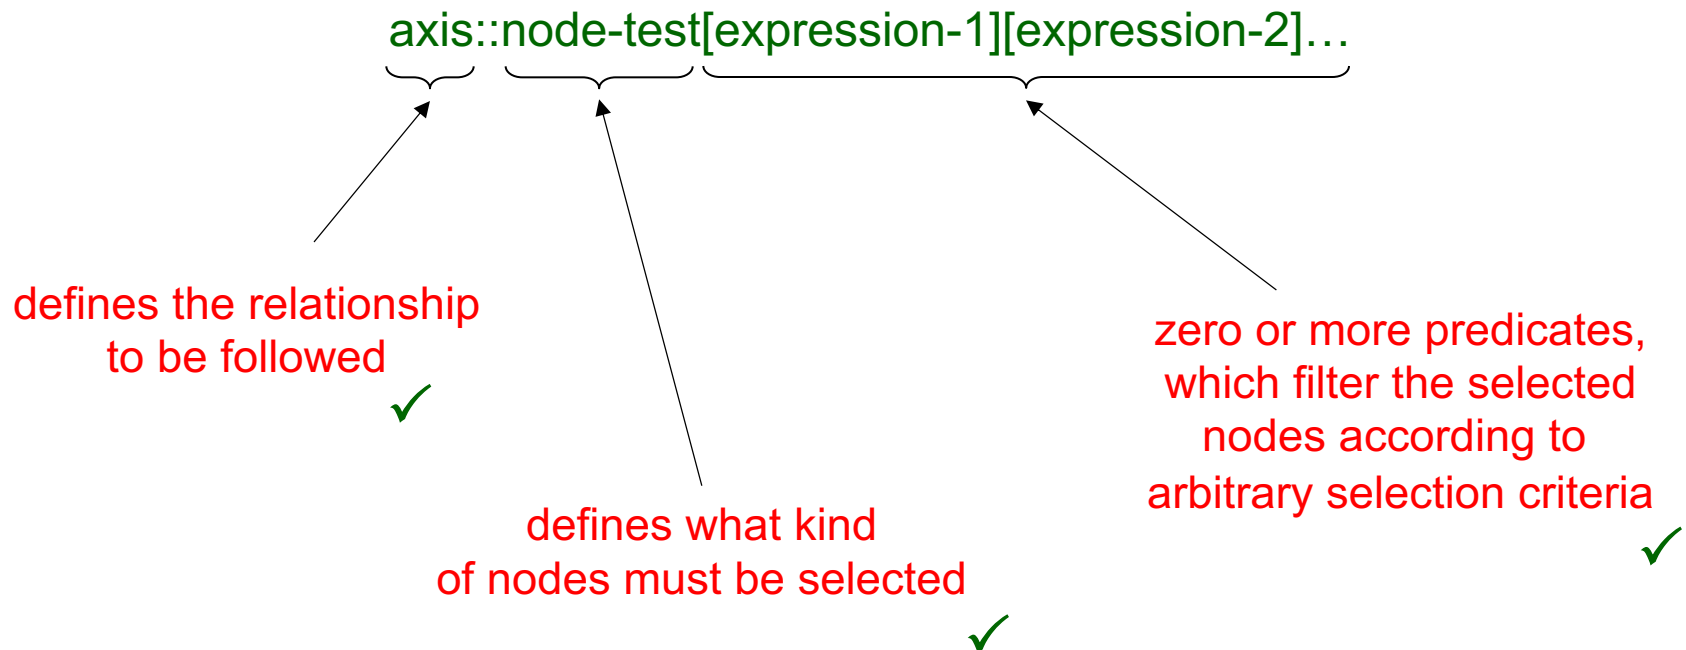 axis::node-test[expression-1][expression-2]…
defines the relationship
to be followed
✓
zero or more predicates,
which filter the selected
nodes according to
arbitrary selection criteria
✓
defines what kind
of nodes must be selected
✓